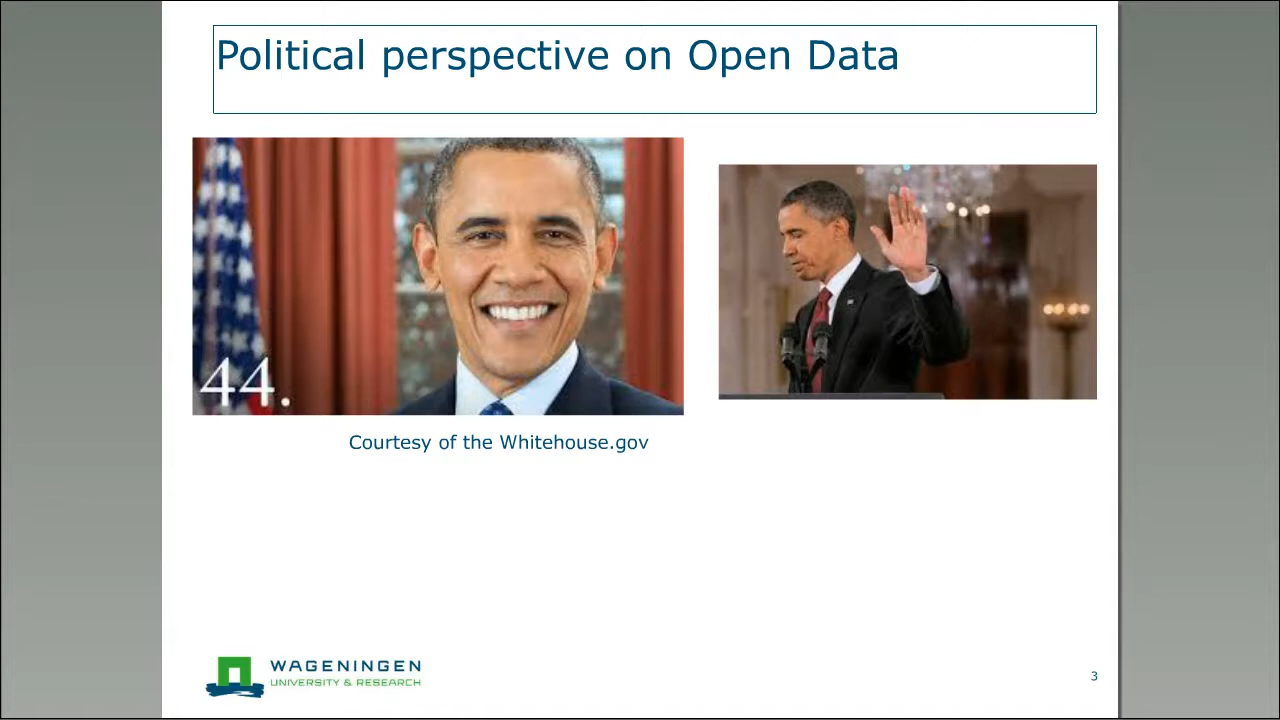 Political perspective on Open Data
44.
Courtesy of the Whitehouse.gov
WAGENINGEN
UNIVERSITY & RESEARCH
3